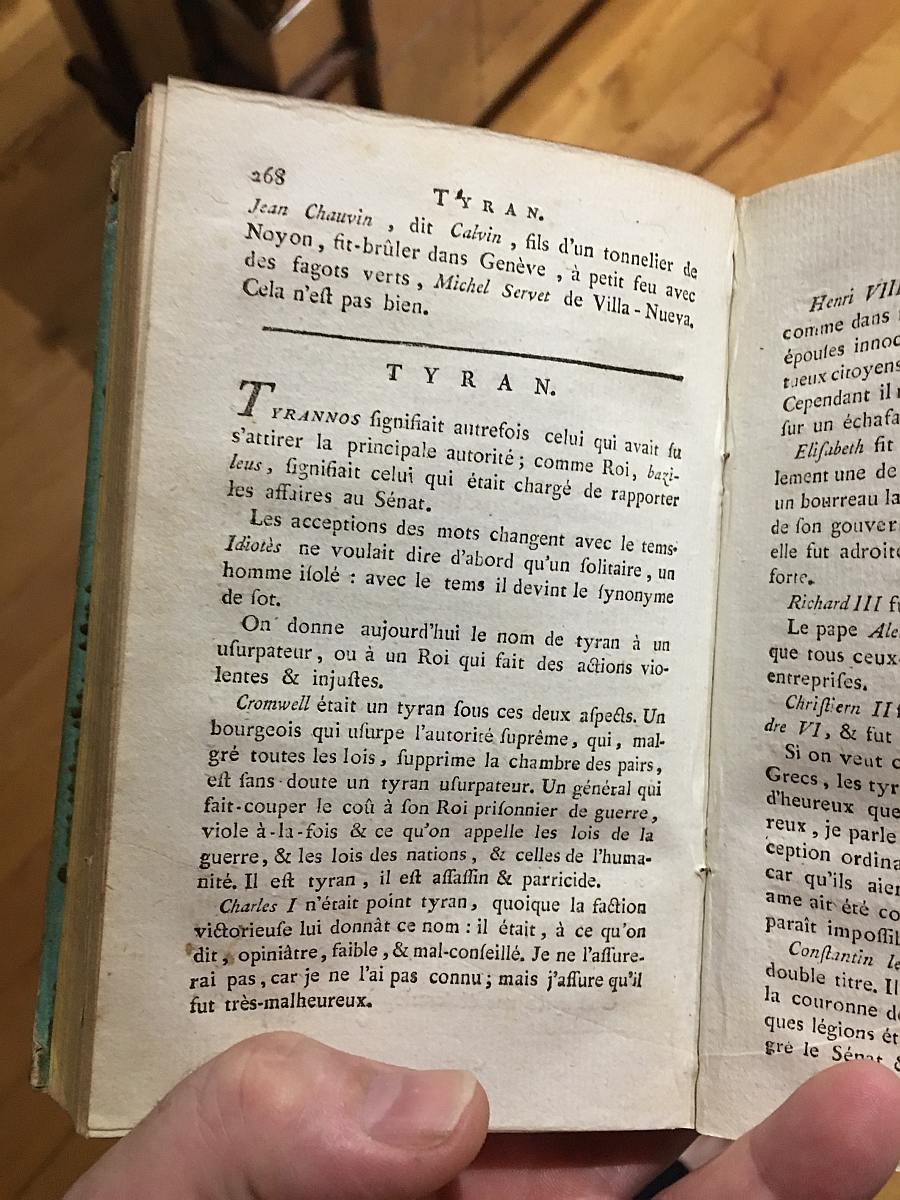 268
TYRAN.
Jean Chauvin , dit Calvin , fils d'un tonnelier de
Noyon , fit-brûler dans Genève , à petit feu avec
des fagots verts , Michel Servet de Villa-Nueva.
Cela n'eſt pas bien.
TYRAN.
TYRANNOS ſignifiait autrefois celui qui avait ſu
s'attirer la principale autorité ; comme Roi, bazi-
leus, ſignifiait celui qui était chargé de rapporter
les affaires au Sénat.
Les acceptions des mots changent avec le tems.
Idiotès ne voulait dire d'abord qu'un ſolitaire, un
homme iſolé : avec le tems il devint le ſynonyme
de ſot.
On donne aujourd'hui le nom de tyran à un
uſurpateur, ou à un Roi qui fait des actions vio-
lentes & injuſtes.
Cromwell était un tyran ſous ces deux aſpects. Un
bourgeois qui uſurpe l'autorité ſuprême, qui, mal-
gré toutes les lois, ſupprime la chambre des pairs,
eſt ſans-doute un tyran uſurpateur. Un général qui
fait-couper le coû à ſon Roi priſonnier de guerre,
viole à-la-fois & ce qu'on appelle les lois de la
guerre, & les lois des nations, & celles de l'huma-
nité. Il eſt tyran, il eſt aſſaſſin & parricide.
Charles I n'était point tyran, quoique la faction
victorieuſe lui donnât ce nom : il était, à ce qu'on
dit, opiniâtre, faible, & mal-conſeillé. Je ne l'aſſure-
rai pas, car je ne l'ai pas connu ; mais j'aſſure qu'il
fut très-malheureux.
Henri VIII
comme dans
épouſes innoc
tueux citoyens
Cependant il
ſur un échafa
Eliſabeth fit
lement une de
un bourreau la
de ſon gouver
elle fut adroite
forte.
Richard III
Le pape Ale
que tous ceux-
entrepriſes.
Chriſtiern II
dre VI, & fut
Si on veut
Grecs, les tyr
d'heureux que
reux, je parle
ception ordina
car qu'ils aien
ame ait été co
paraît impoſſib
Conſtantin le
double titre. Il
la couronne de
ques légions ét
gré le Sénat &